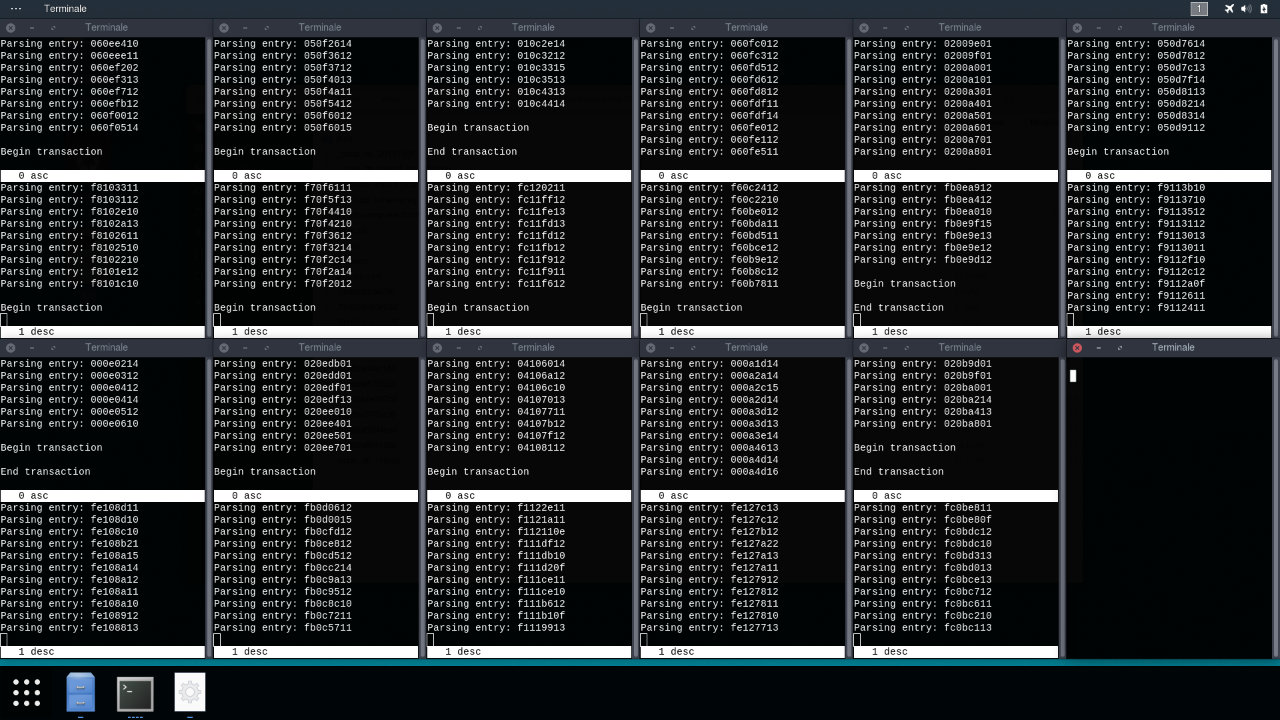 Terminale
1
Terminale
Parsing entry: 060ee410
Parsing entry: 060eee11
Parsing entry: 060ef202
Parsing entry: 060ef313
Parsing entry: 060ef712
Parsing entry: 060efb12
Parsing entry: 060f0012
Parsing entry: 060f0514
Begin transaction
0 asc
Parsing entry: f8103311
Parsing entry: f8103112
Parsing entry: f8102e10
Parsing entry: f8102a13
Parsing entry: f8102611
Parsing entry: f8102510
Parsing entry: f8102210
Parsing entry: f8101e12
Parsing entry: f8101c10
Begin transaction
1 desc
Terminale
Parsing entry: 050f2614
Parsing entry: 050f3612
Parsing entry: 050f3712
Parsing entry: 050f4013
Parsing entry: 050f4a11
Parsing entry: 050f5412
Parsing entry: 050f6012
Parsing entry: 050f6015
Begin transaction
0 asc
Parsing entry: f70f6111
Parsing entry: f70f5f13
Parsing entry: f70f4410
Parsing entry: f70f4210
Parsing entry: f70f3612
Parsing entry: f70f3214
Parsing entry: f70f2c14
Parsing entry: f70f2a14
Parsing entry: f70f2012
Begin transaction
1 desc
Terminale
Parsing entry: 010c2e14
Parsing entry: 010c3212
Parsing entry: 010c3315
Parsing entry: 010c3513
Parsing entry: 010c4313
Parsing entry: 010c4414
Begin transaction
End transaction
0 asc
Parsing entry: fc120211
Parsing entry: fc11ff12
Parsing entry: fc11fe13
Parsing entry: fc11fd13
Parsing entry: fc11fd12
Parsing entry: fc11fb12
Parsing entry: fc11f912
Parsing entry: fc11f911
Parsing entry: fc11f612
Begin transaction
1 desc
Terminale
Parsing entry: 060fc012
Parsing entry: 060fc312
Parsing entry: 060fd512
Parsing entry: 060fd612
Parsing entry: 060fd812
Parsing entry: 060fdf11
Parsing entry: 060fdf14
Parsing entry: 060fe012
Parsing entry: 060fe112
Parsing entry: 060fe511
0 asc
Parsing entry: f60c2412
Parsing entry: f60c2210
Parsing entry: f60be012
Parsing entry: f60bda11
Parsing entry: f60bd511
Parsing entry: f60bce12
Parsing entry: f60b9e12
Parsing entry: f60b8c12
Parsing entry: f60b7811
Begin transaction
1 desc
Terminale
Parsing entry: 02009e01
Parsing entry: 02009f01
Parsing entry: 0200a001
Parsing entry: 0200a101
Parsing entry: 0200a301
Parsing entry: 0200a401
Parsing entry: 0200a501
Parsing entry: 0200a601
Parsing entry: 0200a701
Parsing entry: 0200a801
0 asc
Parsing entry: fb0ea912
Parsing entry: fb0ea412
Parsing entry: fb0ea010
Parsing entry: fb0e9f15
Parsing entry: fb0e9e13
Parsing entry: fb0e9e12
Parsing entry: fb0e9d12
Begin transaction
End transaction
1 desc
Terminale
Parsing entry: 050d7614
Parsing entry: 050d7812
Parsing entry: 050d7c13
Parsing entry: 050d7f14
Parsing entry: 050d8113
Parsing entry: 050d8214
Parsing entry: 050d8314
Parsing entry: 050d9112
Begin transaction
0 asc
Parsing entry: f9113b10
Parsing entry: f9113710
Parsing entry: f9113512
Parsing entry: f9113112
Parsing entry: f9113013
Parsing entry: f9113011
Parsing entry: f9112f10
Parsing entry: f9112c12
Parsing entry: f9112a0f
Parsing entry: f9112611
Parsing entry: f9112411
1 desc
Terminale
Parsing entry: 000e0214
Parsing entry: 000e0312
Parsing entry: 000e0412
Parsing entry: 000e0414
Parsing entry: 000e0512
Parsing entry: 000e0610
Begin transaction
End transaction
0 asc
Parsing entry: fe108d11
Parsing entry: fe108d10
Parsing entry: fe108c10
Parsing entry: fe108b21
Parsing entry: fe108a15
Parsing entry: fe108a14
Parsing entry: fe108a12
Parsing entry: fe108a11
Parsing entry: fe108a10
Parsing entry: fe108912
Parsing entry: fe108813
1 desc
Terminale
Parsing entry: 020edb01
Parsing entry: 020edd01
Parsing entry: 020edf01
Parsing entry: 020edf13
Parsing entry: 020ee010
Parsing entry: 020ee401
Parsing entry: 020ee501
Parsing entry: 020ee701
Begin transaction
0 asc
Parsing entry: fb0d0612
Parsing entry: fb0d0015
Parsing entry: fb0cfd12
Parsing entry: fb0ce812
Parsing entry: fb0cd512
Parsing entry: fb0cc214
Parsing entry: fb0c9a13
Parsing entry: fb0c9512
Parsing entry: fb0c8c10
Parsing entry: fb0c7211
Parsing entry: fb0c5711
1 desc
Terminale
Parsing entry: 04106014
Parsing entry: 04106a12
Parsing entry: 04106c10
Parsing entry: 04107013
Parsing entry: 04107711
Parsing entry: 04107b12
Parsing entry: 04107f12
Parsing entry: 04108112
Begin transaction
0 asc
Parsing entry: f1122e11
Parsing entry: f1121a11
Parsing entry: f112110e
Parsing entry: f111df12
Parsing entry: f111db10
Parsing entry: f111d20f
Parsing entry: f111ce11
Parsing entry: f111ce10
Parsing entry: f111b612
Parsing entry: f111b10f
Parsing entry: f1119913
1 desc
Terminale
Parsing entry: 000a1d14
Parsing entry: 000a2a14
Parsing entry: 000a2c15
Parsing entry: 000a2d14
Parsing entry: 000a3d12
Parsing entry: 000a3d13
Parsing entry: 000a3e14
Parsing entry: 000a4613
Parsing entry: 000a4d14
Parsing entry: 000a4d16
0 asc
Parsing entry: fe127c13
Parsing entry: fe127c12
Parsing entry: fe127b12
Parsing entry: fe127a22
Parsing entry: fe127a13
Parsing entry: fe127a11
Parsing entry: fe127912
Parsing entry: fe127812
Parsing entry: fe127811
Parsing entry: fe127810
Parsing entry: fe127713
1 desc
Terminale
Parsing entry: 020b9d01
Parsing entry: 020b9f01
Parsing entry: 020ba001
Parsing entry: 020ba214
Parsing entry: 020ba413
Parsing entry: 020ba801
Begin transaction
End transaction
0 asc
Parsing entry: fc0be811
Parsing entry: fc0be80f
Parsing entry: fc0bdc12
Parsing entry: fc0bdc10
Parsing entry: fc0bd313
Parsing entry: fc0bd013
Parsing entry: fc0bce13
Parsing entry: fc0bc712
Parsing entry: fc0bc611
Parsing entry: fc0bc210
Parsing entry: fc0bc113
1 desc
Terminale